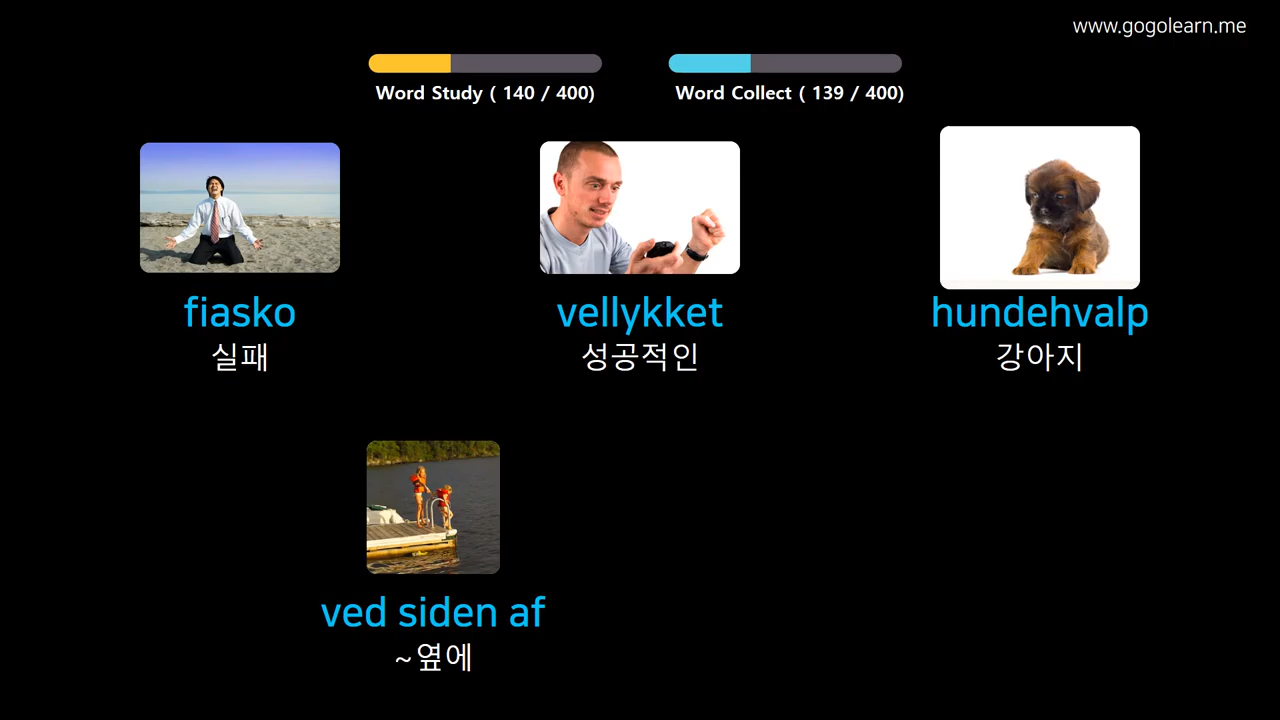 www.gogolearn.me
Word Study ( 140 / 400)
Word Collect ( 139 / 400)
fiasko
실패
vellykket
성공적인
hundehvalp
강아지
ved siden af
~옆에